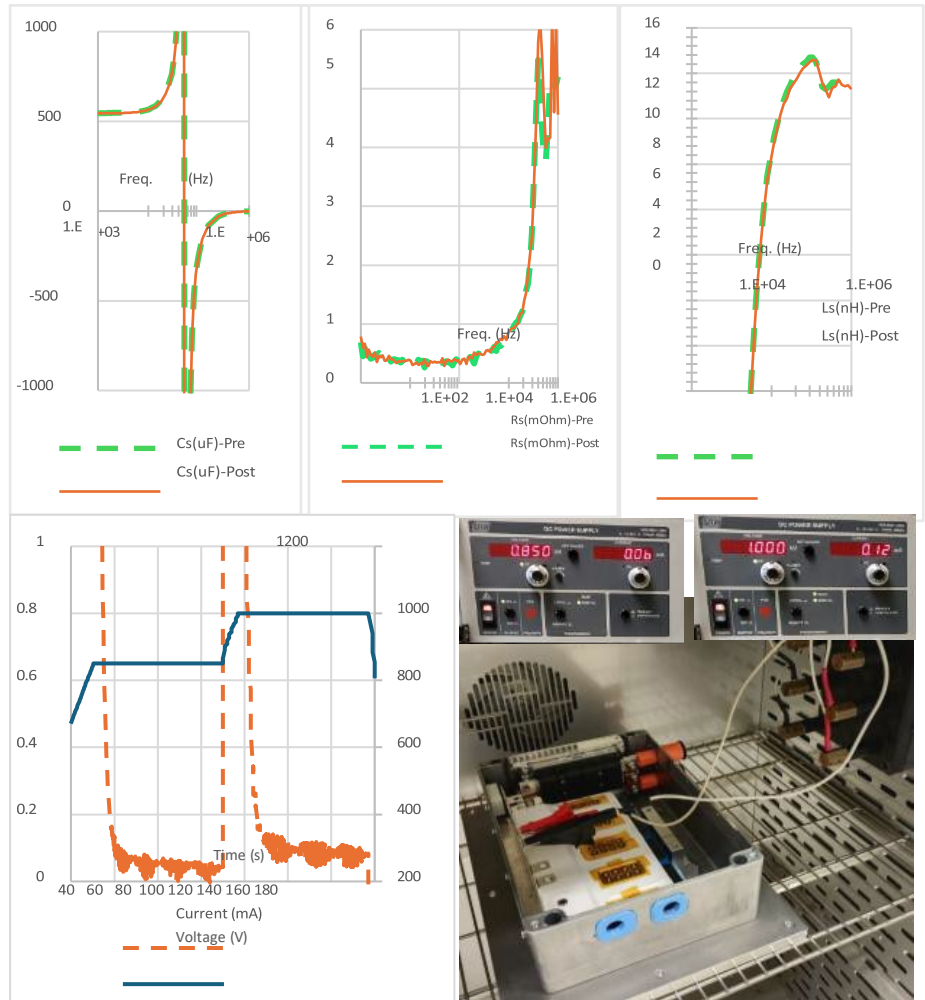 1000
500
Freq. (Hz)
0
1.E +03
1.E +06
-500
-1000
Cs(uF)-Pre
Cs(uF)-Post
6
5
4
3
2
1
0
Freq. (Hz)
1.E+02
1.E+04
1.E+06
Rs(mOhm)-Pre
Rs(mOhm)-Post
16
14
12
10
8
6
4
2
0
Freq. (Hz)
1.E+04
1.E+06
Ls(nH)-Pre
Ls(nH)-Post
1
0.8
0.6
0.4
0.2
0
1200
1000
800
600
400
200
Time (s)
40 60 80 100 120 140 160 180
Current (mA)
Voltage (V)
DC POWER SUPPLY
0.850
0.06
DC POWER SUPPLY
1.000
0.12